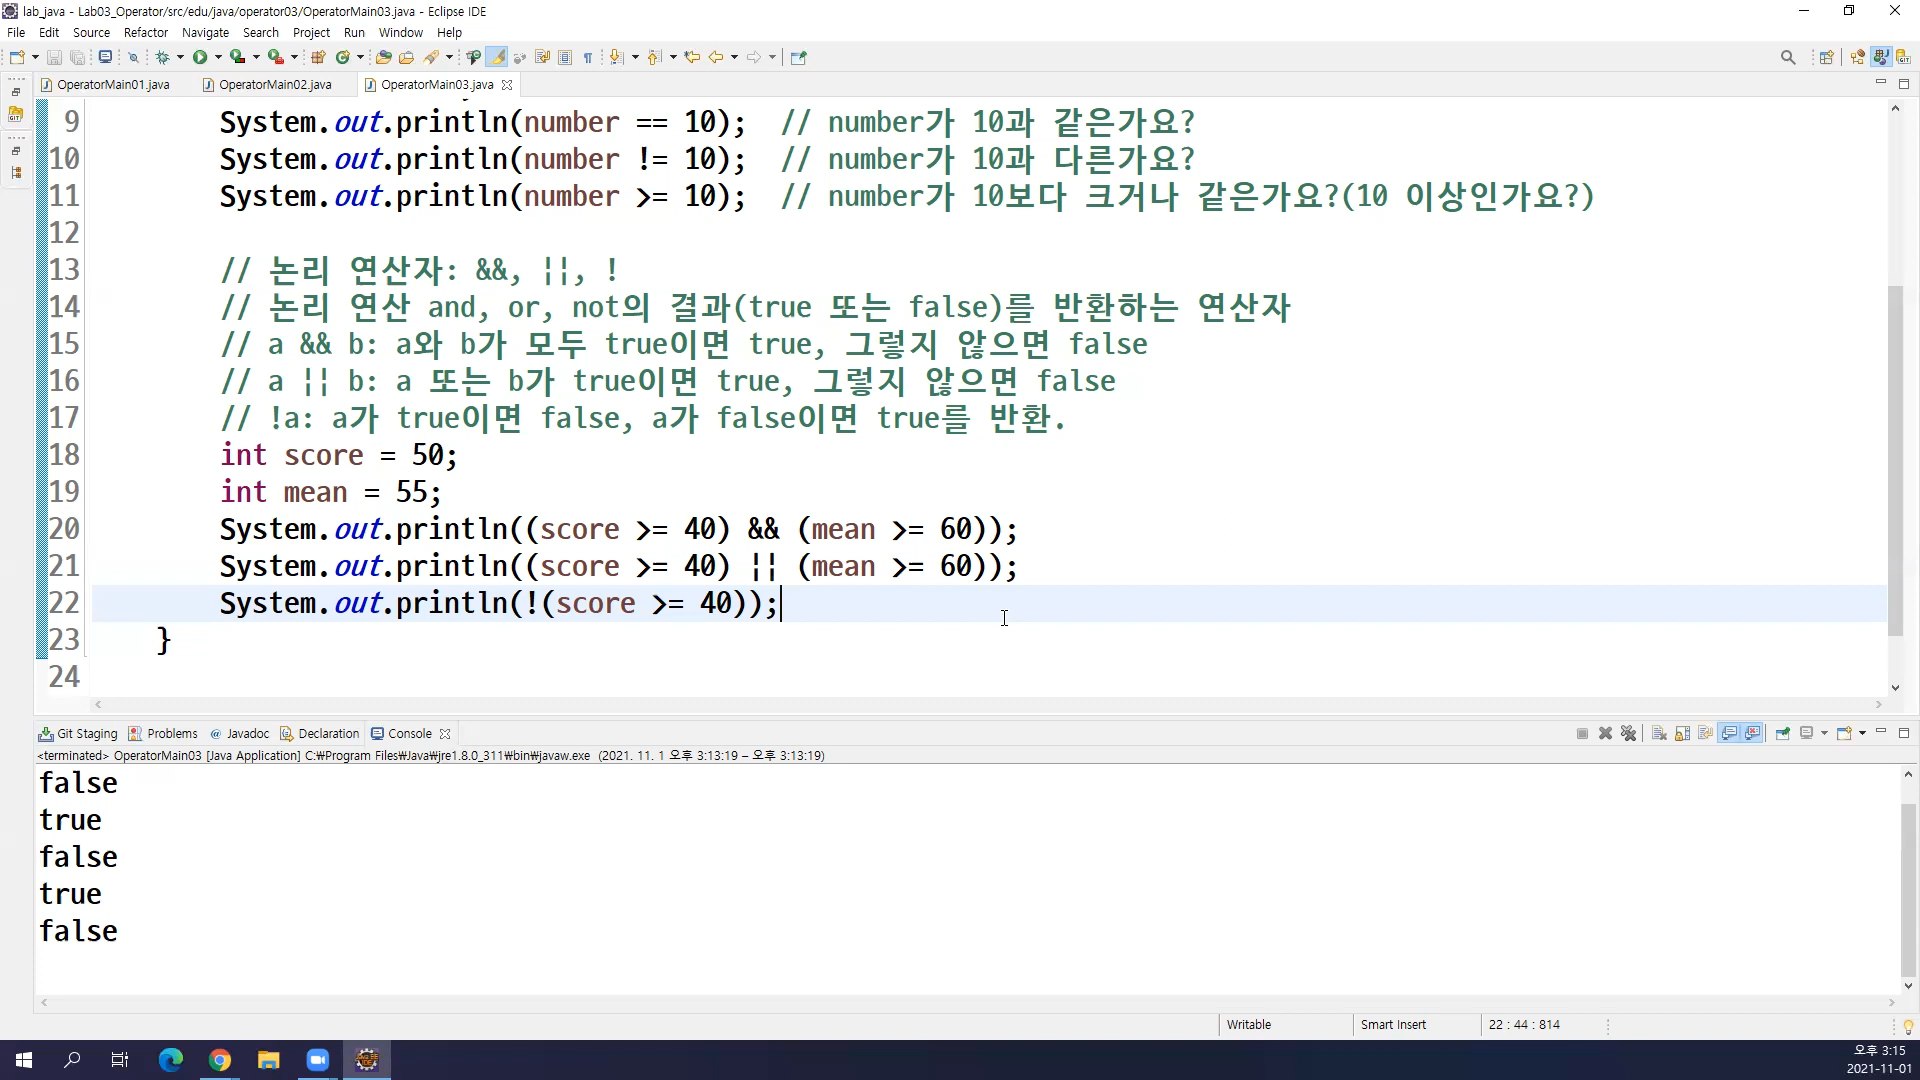 lab_java - Lab03_Operator/src/edu/java/operator03/OperatorMain03.java - Eclipse IDE
File Edit Source Refactor Navigate Search Project Run Window Help
OperatorMain01.java OperatorMain02.java OperatorMain03.java
9 System.out.println(number == 10); // number가 10과 같은가요?
10 System.out.println(number != 10); // number가 10과 다른가요?
11 System.out.println(number >= 10); // number가 10보다 크거나 같은가요?(10 이상인가요?)
12
13 // 논리 연산자: &&, ||, !
14 // 논리 연산 and, or, not의 결과(true 또는 false)를 반환하는 연산자
15 // a && b: a와 b가 모두 true이면 true, 그렇지 않으면 false
16 // a || b: a 또는 b가 true이면 true, 그렇지 않으면 false
17 // !a: a가 true이면 false, a가 false이면 true를 반환.
18 int score = 50;
19 int mean = 55;
20 System.out.println((score >= 40) && (mean >= 60));
21 System.out.println((score >= 40) || (mean >= 60));
22 System.out.println(!(score >= 40));
23 }
24
Git Staging Problems @ Javadoc Declaration Console
<terminated> OperatorMain03 [Java Application] C:₩Program Files₩Java₩jre1.8.0_311₩bin₩javaw.exe (2021. 11. 1 오후 3:13:19 – 오후 3:13:19)
false
true
false
true
false
Writable Smart Insert 22 : 44 : 814
오후 3:15
2021-11-01